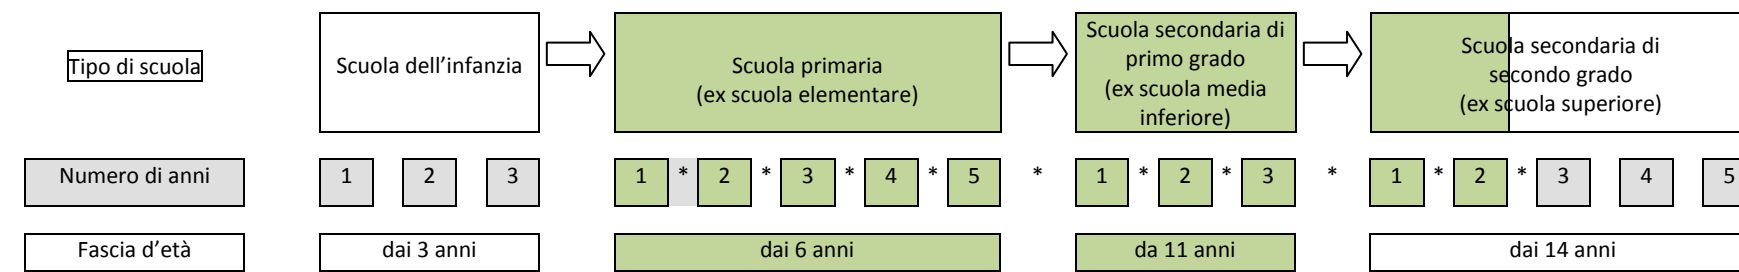 Tipo di scuola
Scuola dell’infanzia
Scuola primaria
(ex scuola elementare)
Scuola secondaria di
primo grado
(ex scuola media
inferiore)
Scuola secondaria di
secondo grado
(ex scuola superiore)
Numero di anni
1 2 3 1 * 2 * 3 * 4 * 5 * 1 * 2 * 3 * 1 * 2 * 3 4 5
Fascia d’età
dai 3 anni
dai 6 anni
da 11 anni
dai 14 anni